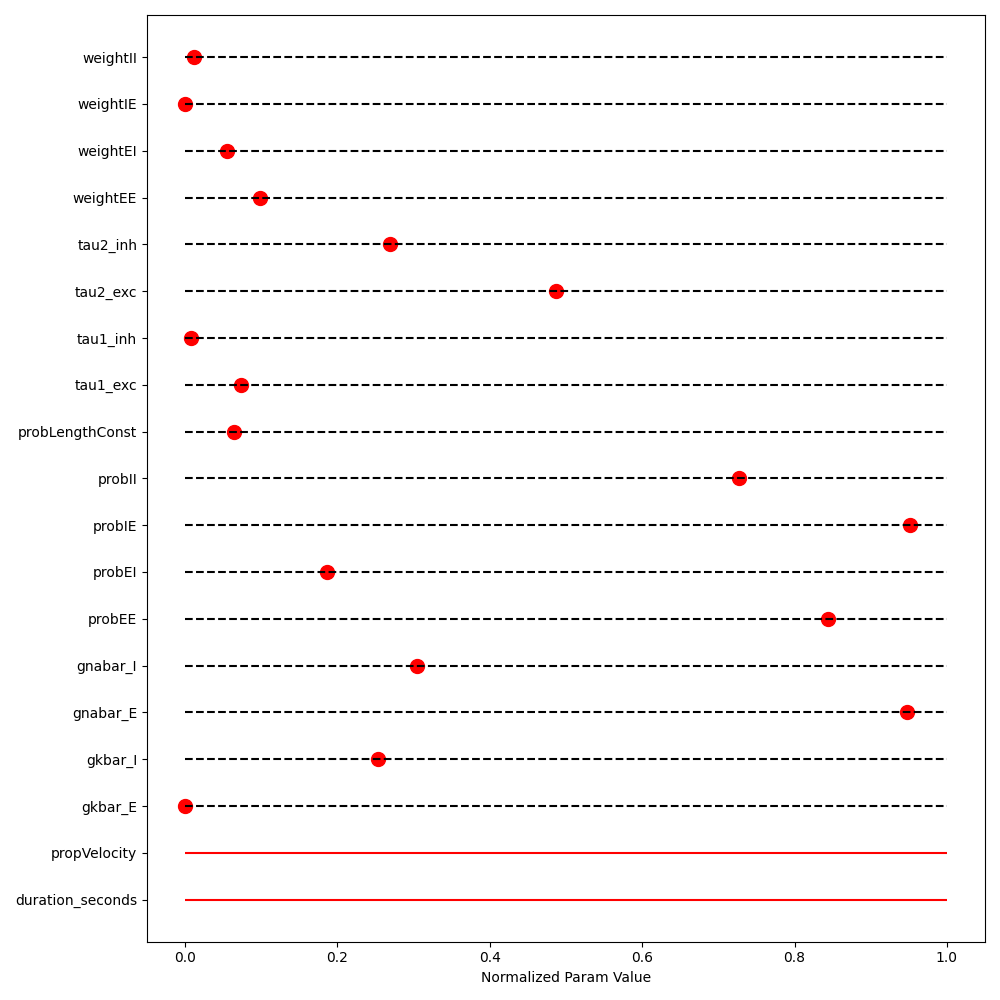 weightII
weightIE
weightEI
weightEE
tau2_inh
tau2_exc
tau1_inh
tau1_exc
probLengthConst
probII
probIE
probEI
probEE
gnabar_I
gnabar_E
gkbar_I
gkbar_E
propVelocity
duration_seconds
0.0 0.2 0.4 0.6 0.8 1.0
Normalized Param Value